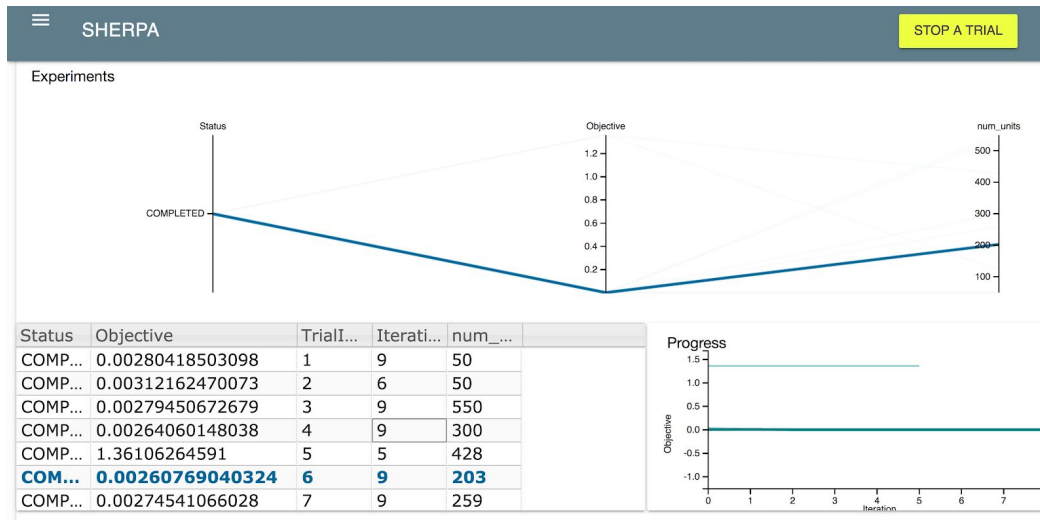 SHERPA
STOP A TRIAL
Experiments
Status Objective num_units
COMPLETED
1.2
1.0
0.8
0.6
0.4
0.2
500
400
300
200
100
Status Objective TrialI... Iterati... num_...
COMP... 0.00280418503098 1 9 50
COMP... 0.00312162470073 2 6 50
COMP... 0.00279450672679 3 9 550
COMP... 0.00264060148038 4 9 300
COMP... 1.36106264591 5 5 428
COM... 0.00260769040324 6 9 203
COMP... 0.00274541066028 7 9 259
Progress
Objective
1.5
1.0
0.5
0.0
-0.5
-1.0
0 1 2 3 4 5 6 7
Iteration